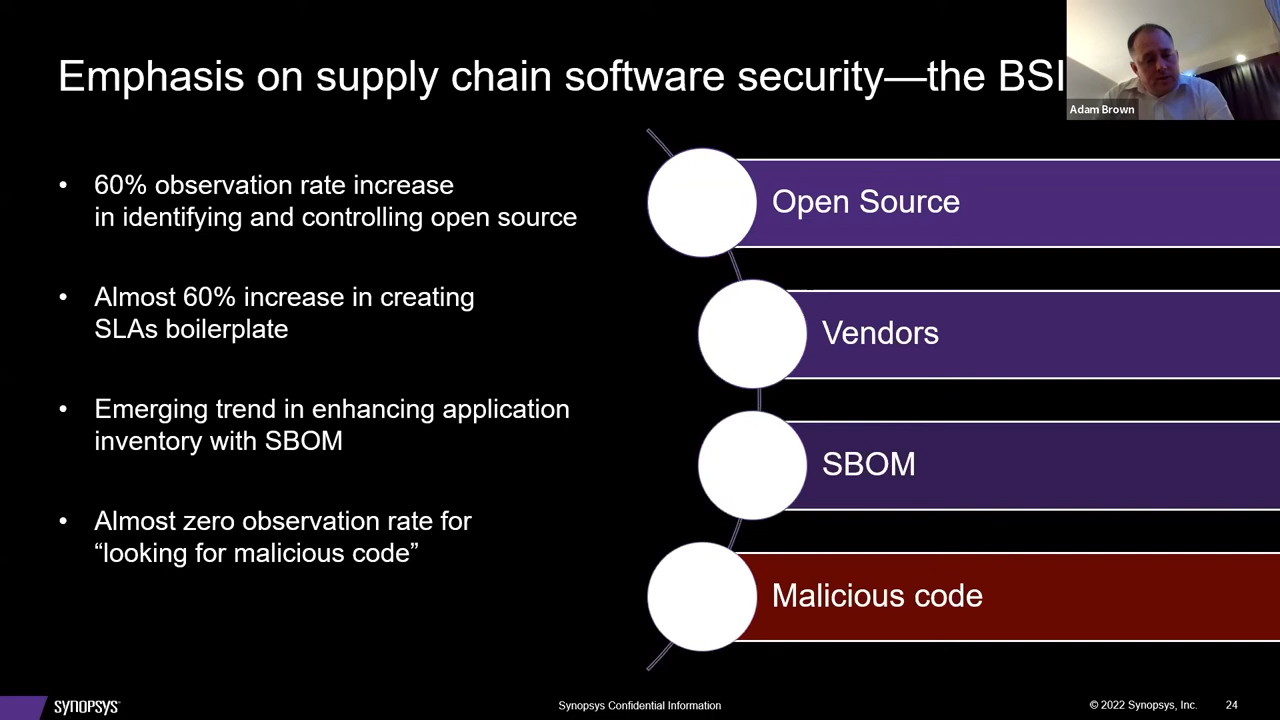 Emphasis on supply chain software security—the BSI
Adam Brown
• 60% observation rate increase
in identifying and controlling open source
• Almost 60% increase in creating
SLAs boilerplate
• Emerging trend in enhancing application
inventory with SBOM
• Almost zero observation rate for
“looking for malicious code”
Open Source
Vendors
SBOM
Malicious code
SYNOPSYS
Synopsys Confidential Information
© 2022 Synopsys, Inc.
24